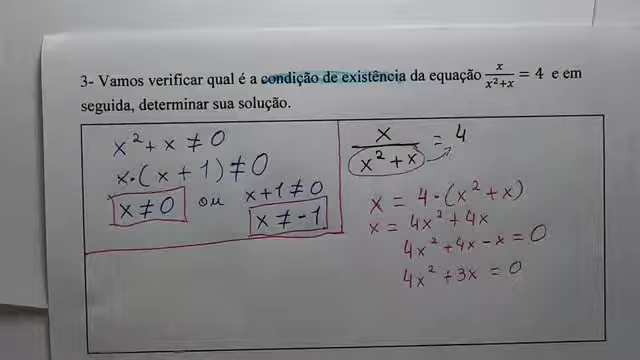 3- Vamos verificar qual é a condição de existência da equação x/(x²+x) = 4 e em
seguida, determinar sua solução.
x² + x ≠ 0
x·(x + 1) ≠ 0
x ≠ 0 ou x+1 ≠ 0
x ≠ -1
x/(x² + x) = 4
x = 4·(x² + x)
x = 4x² + 4x
4x² + 4x - x = 0
4x² + 3x = 0